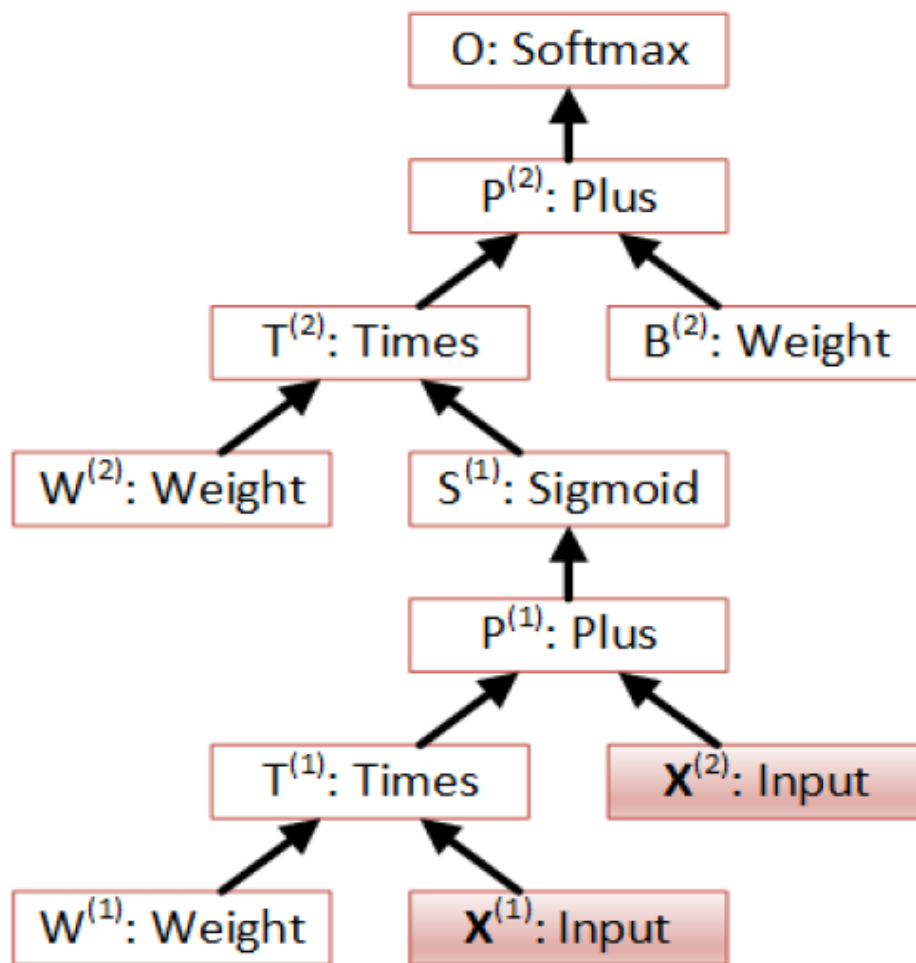 O: Softmax
P(2): Plus
T(2): Times
B(2): Weight
W(2): Weight
S(1): Sigmoid
P(1): Plus
T(1): Times
X(2): Input
W(1): Weight
X(1): Input